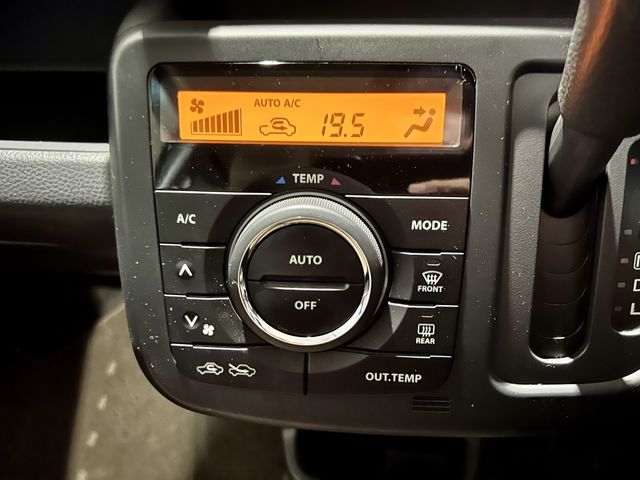 AUTO A/C
19.5
TEMP
A/C
MODE
AUTO
OFF
FRONT
REAR
OUT.TEMP